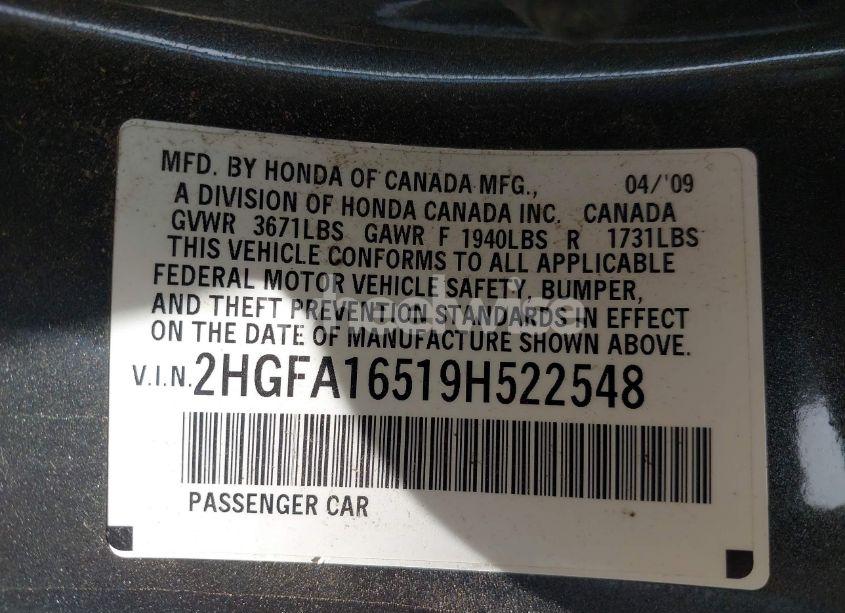 MFD. BY HONDA OF CANADA MFG., 04/'09
A DIVISION OF HONDA CANADA INC. CANADA
GVWR 3671LBS GAWR F 1940LBS R 1731LBS
THIS VEHICLE CONFORMS TO ALL APPLICABLE
FEDERAL MOTOR VEHICLE SAFETY, BUMPER,
AND THEFT PREVENTION STANDARDS IN EFFECT
ON THE DATE OF MANUFACTURE SHOWN ABOVE.
V.I.N. 2HGFA16519H522548
PASSENGER CAR